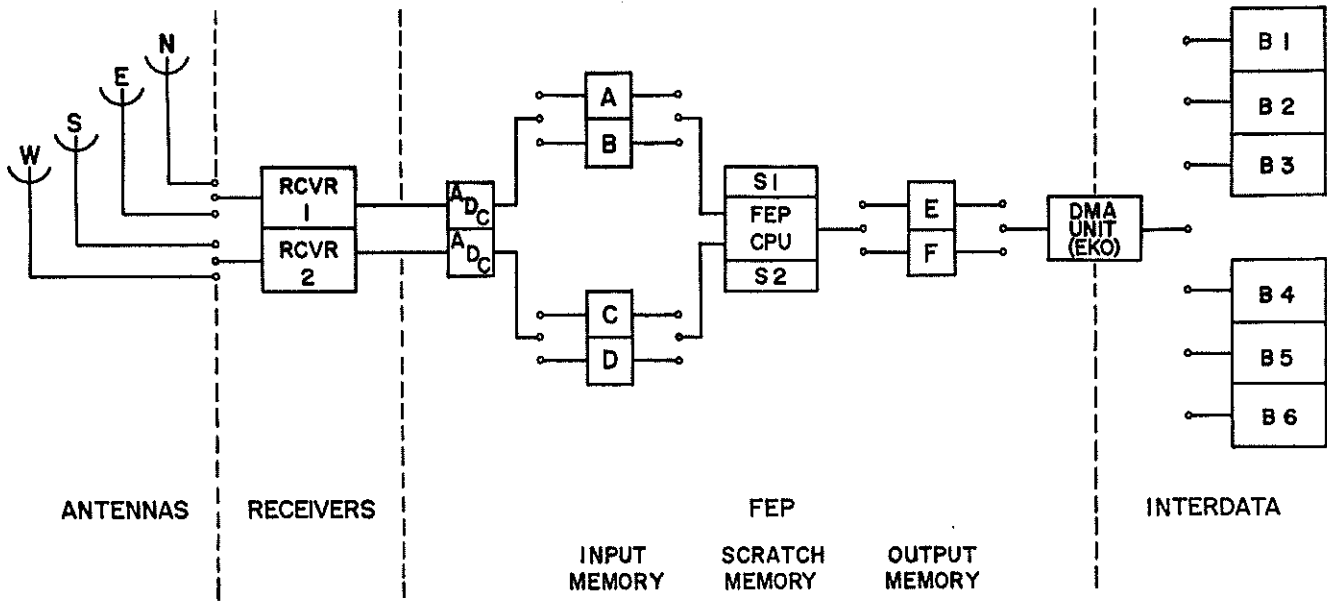 N
E
S
W
RCVR
1
RCVR
2
ADC
ADC
A
B
C
D
S1
FEP
CPU
S2
E
F
DMA
UNIT
(EKO)
B1
B2
B3
B4
B5
B6
ANTENNAS
RECEIVERS
FEP
INTERDATA
INPUT
MEMORY
SCRATCH
MEMORY
OUTPUT
MEMORY